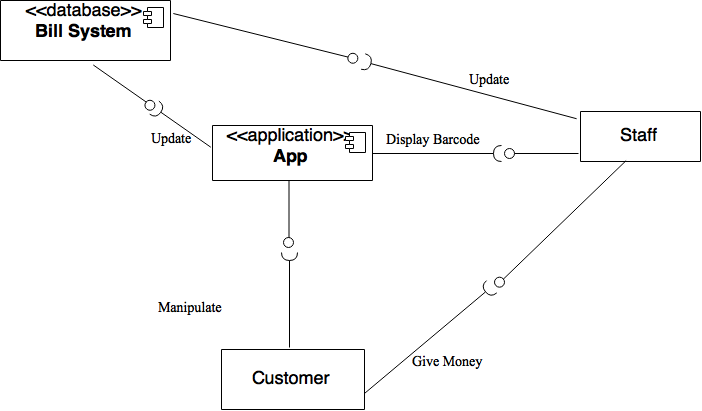 <<database>>
Bill System
Update
Update
<<application>>
App
Display Barcode
Staff
Manipulate
Give Money
Customer